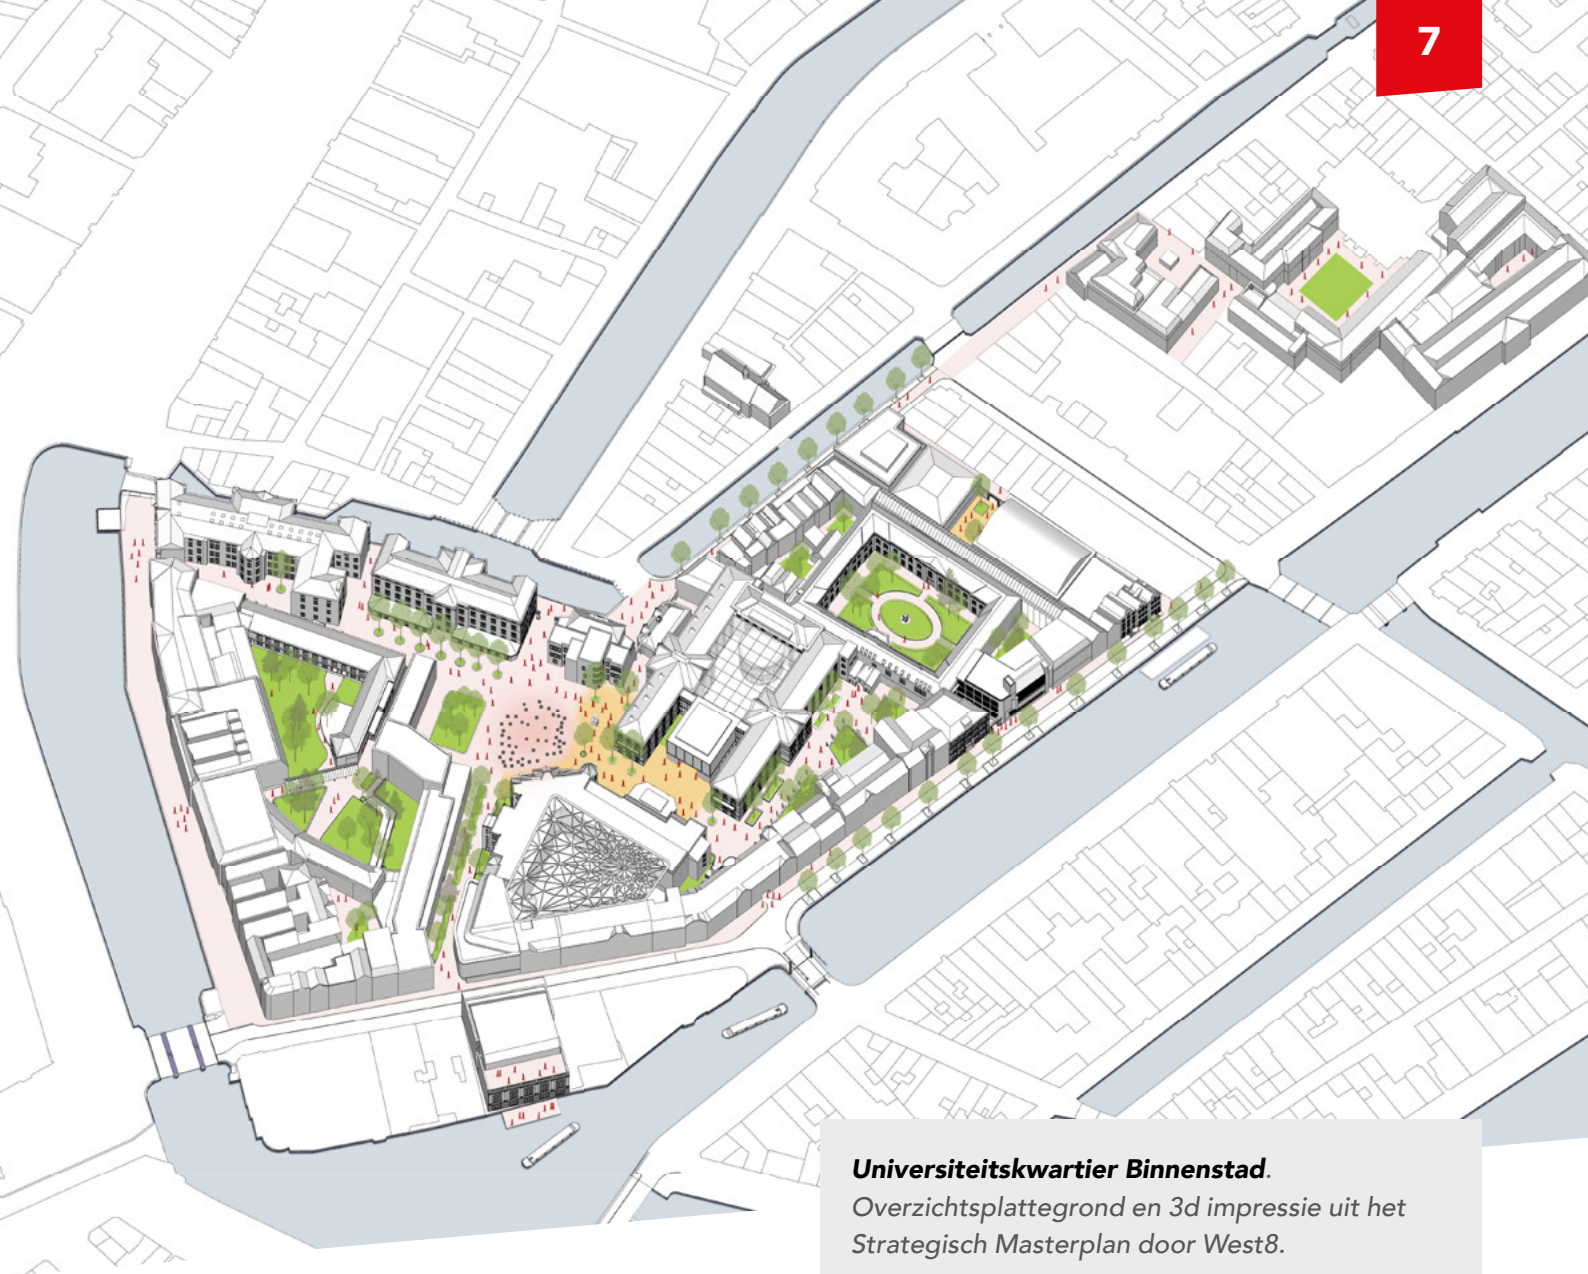 7
Universiteitskwartier Binnenstad.
Overzichtsplattegrond en 3d impressie uit het
Strategisch Masterplan door West8.